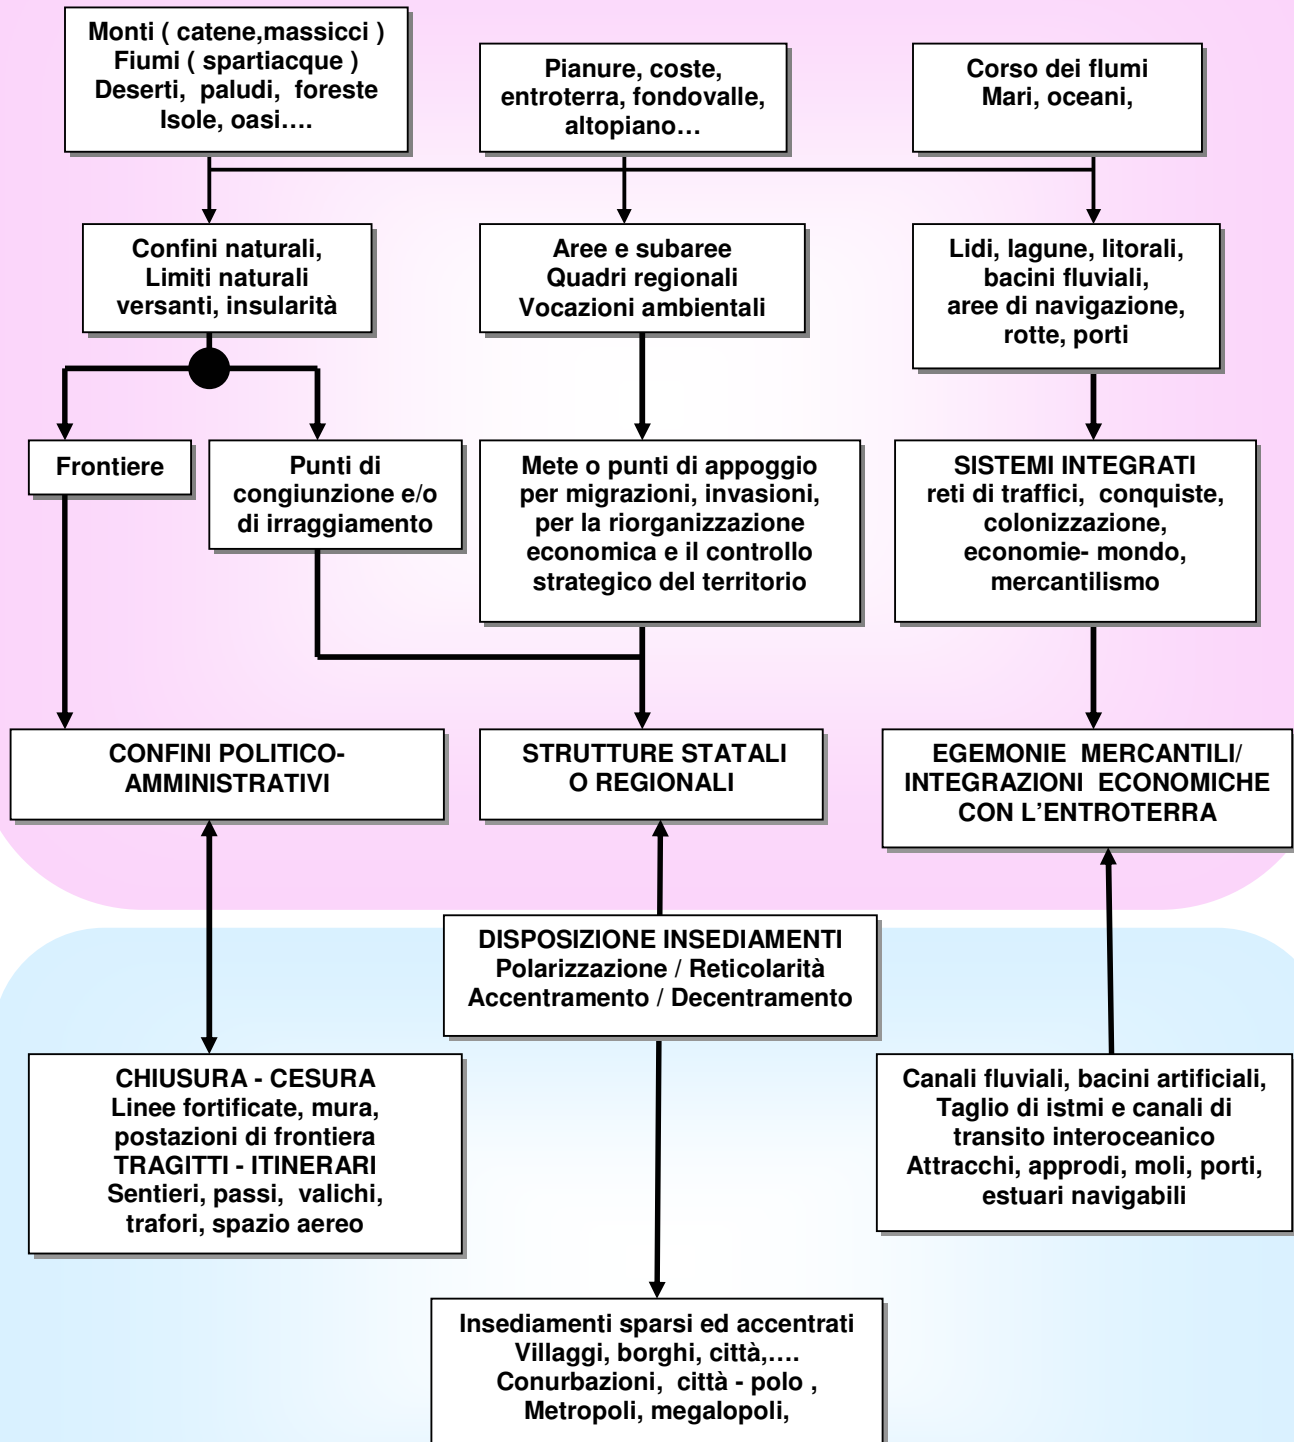 Monti ( catene,massicci )
Fiumi ( spartiacque )
Deserti, paludi, foreste
Isole, oasi....
Pianure, coste,
entroterra, fondovalle,
altopiano…
Corso dei flumi
Mari, oceani,
Confini naturali,
Limiti naturali
versanti, insularità
Aree e subaree
Quadri regionali
Vocazioni ambientali
Lidi, lagune, litorali,
bacini fluviali,
aree di navigazione,
rotte, porti
Frontiere
Punti di
congiunzione e/o
di irraggiamento
Mete o punti di appoggio
per migrazioni, invasioni,
per la riorganizzazione
economica e il controllo
strategico del territorio
SISTEMI INTEGRATI
reti di traffici, conquiste,
colonizzazione,
economie- mondo,
mercantilismo
CONFINI POLITICO-
AMMINISTRATIVI
STRUTTURE STATALI
O REGIONALI
EGEMONIE MERCANTILI/
INTEGRAZIONI ECONOMICHE
CON L'ENTROTERRA
DISPOSIZIONE INSEDIAMENTI
Polarizzazione / Reticolarità
Accentramento / Decentramento
CHIUSURA - CESURA
Linee fortificate, mura,
postazioni di frontiera
TRAGITTI - ITINERARI
Sentieri, passi, valichi,
trafori, spazio aereo
Canali fluviali, bacini artificiali,
Taglio di istmi e canali di
transito interoceanico
Attracchi, approdi, moli, porti,
estuari navigabili
Insediamenti sparsi ed accentrati
Villaggi, borghi, città,....
Conurbazioni, città - polo ,
Metropoli, megalopoli,